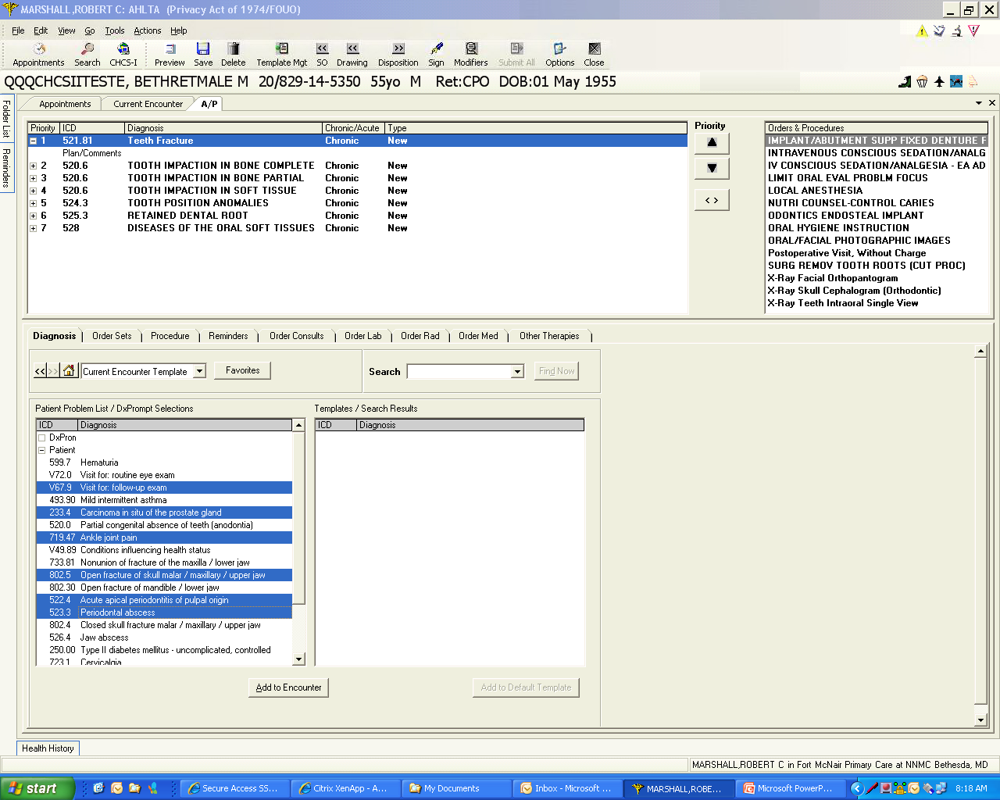 MARSHALL,ROBERT C: AHLTA (Privacy Act of 1974/FOUO)
File Edit View Go Tools Actions Help
Appointments Search CHCS-I Preview Save Delete Template Mgt SO Drawing Disposition Sign Modifiers Submit All Options Close
QQQCHCSIITESTE, BETHRETMALE M 20/829-14-5350 55yo M Ret:CPO DOB:01 May 1955
Folder List
Reminders
Appointments Current Encounter A/P
Priority ICD Diagnosis Chronic/Acute Type
1 521.81 Teeth Fracture Chronic New
Plan/Comments
2 520.6 TOOTH IMPACTION IN BONE COMPLETE Chronic New
3 520.6 TOOTH IMPACTION IN BONE PARTIAL Chronic New
4 520.6 TOOTH IMPACTION IN SOFT TISSUE Chronic New
5 524.3 TOOTH POSITION ANOMALIES Chronic New
6 525.3 RETAINED DENTAL ROOT Chronic New
7 528 DISEASES OF THE ORAL SOFT TISSUES Chronic New
Priority
< >
Orders & Procedures
IMPLANT/ABUTMENT SUPP FIXED DENTURE F
INTRAVENOUS CONSCIOUS SEDATION/ANALG
IV CONSCIOUS SEDATION/ANALGESIA - EA AD
LIMIT ORAL EVAL PROBLM FOCUS
LOCAL ANESTHESIA
NUTRI COUNSEL-CONTROL CARIES
ODONTICS ENDOSTEAL IMPLANT
ORAL HYGIENE INSTRUCTION
ORAL/FACIAL PHOTOGRAPHIC IMAGES
Postoperative Visit, Without Charge
SURG REMOV TOOTH ROOTS (CUT PROC)
X-Ray Facial Orthopantogram
X-Ray Skull Cephalogram (Orthodontic)
X-Ray Teeth Intraoral Single View
Diagnosis Order Sets Procedure Reminders Order Consults Order Lab Order Rad Order Med Other Therapies
<< >> Current Encounter Template Favorites Search Find Now
Patient Problem List / DxPrompt Selections
ICD Diagnosis
DxPron
Patient
599.7 Hematuria
V72.0 Visit for: routine eye exam
V67.9 Visit for: follow-up exam
493.90 Mild intermittent asthma
233.4 Carcinoma in situ of the prostate gland
520.0 Partial congenital absence of teeth (anodontia)
719.47 Ankle joint pain
V49.89 Conditions influencing health status
733.81 Nonunion of fracture of the maxilla / lower jaw
802.5 Open fracture of skull malar / maxillary / upper jaw
802.30 Open fracture of mandible / lower jaw
522.4 Acute apical periodontitis of pulpal origin
523.3 Periodontal abscess
802.4 Closed skull fracture malar / maxillary / upper jaw
526.4 Jaw abscess
250.00 Type II diabetes mellitus - uncomplicated, controlled
723.1 Cervicalgia
Templates / Search Results
ICD Diagnosis
Add to Encounter Add to Default Template
Health History
MARSHALL,ROBERT C in Fort McNair Primary Care at NNMC Bethesda, MD
start Secure Access SS... Citrix XenApp - A... My Documents Inbox - Microsoft ... MARSHALL,ROBE... Microsoft PowerP... 8:18 AM